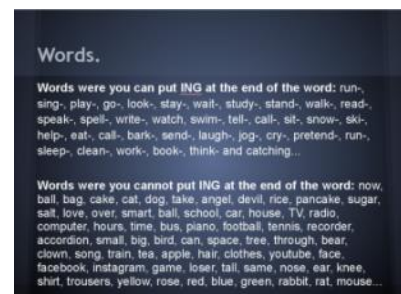 Words.
Words were you can put ING at the end of the word: run-,
sing-, play-, go-, look-, stay-, wait-, study-, stand-, walk-, read-,
speak-, spell-, write-, watch, swim-, tell-, call-, sit-, snow-, ski-,
help-, eat-, call-, bark-, send-, laugh-, jog-, cry-, pretend-, run-,
sleep-, clean-, work-, book-, think- and catching...
Words were you cannot put ING at the end of the word: now,
ball, bag, cake, cat, dog, take, angel, devil, rice, pancake, sugar,
salt, love, over, smart, ball, school, car, house, TV, radio,
computer, hours, time, bus, piano, football, tennis, recorder,
accordion, small, big, bird, can, space, tree, through, bear,
clown, song, train, tea, apple, hair, clothes, youtube, face,
facebook, instagram, game, loser, tall, same, nose, ear, knee,
shirt, trousers, yellow, rose, red, blue, green, rabbit, rat, mouse...